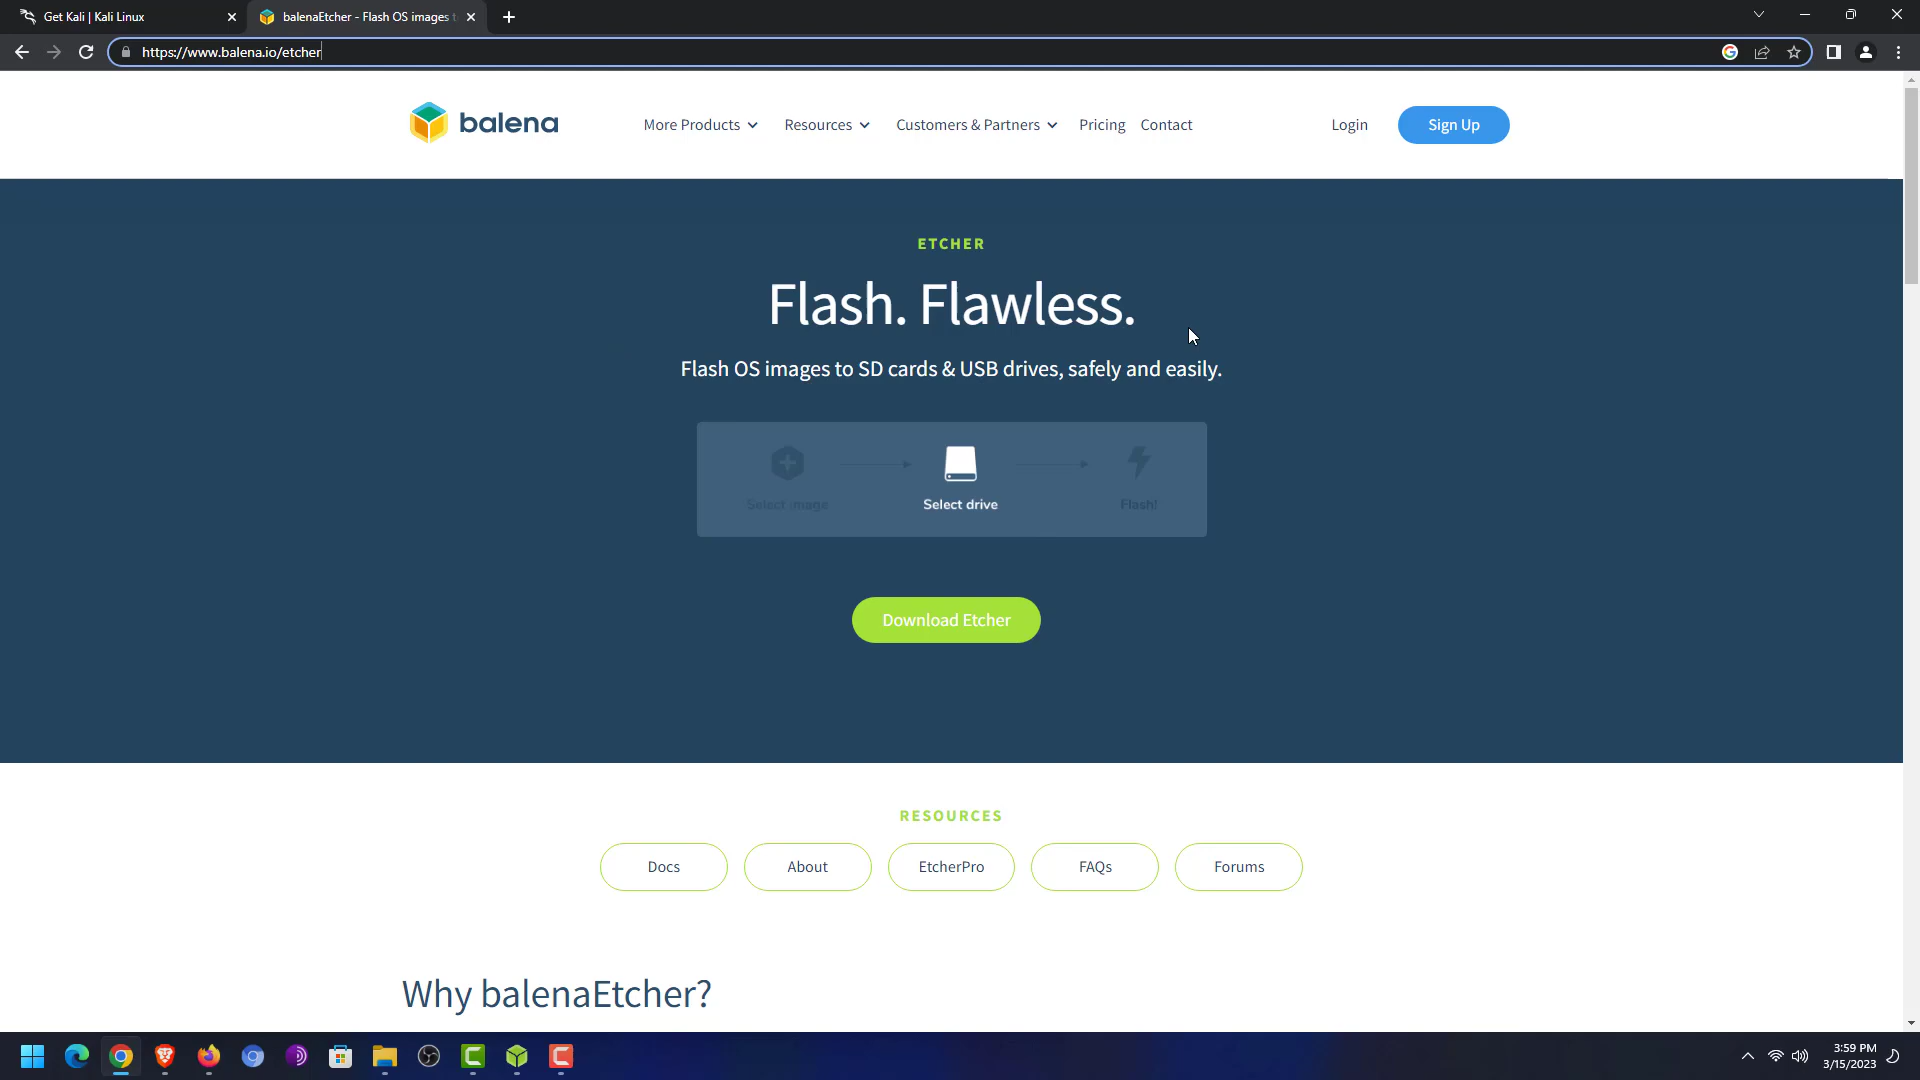 Get Kali | Kali Linux
balenaEtcher - Flash OS images to
https://www.balena.io/etcher
balena
More Products
Resources
Customers & Partners
Pricing
Contact
Login
Sign Up
ETCHER
Flash. Flawless.
Flash OS images to SD cards & USB drives, safely and easily.
Select image
Select drive
Flash!
Download Etcher
RESOURCES
Docs
About
EtcherPro
FAQs
Forums
Why balenaEtcher?
3:59 PM
3/15/2023